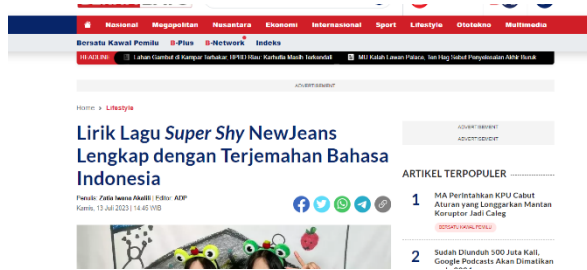 Nasional Megapolitan Nusantara Ekonomi Internasional Sport Lifestyle Ototekno Multimedia
Bersatu Kawal Pemilu B-Plus B-Network Indeks
HEADLINE Lahan Gambut di Kampar Terbakar, BPBD Riau: Karhutla Masih Terkendali MU Kalah Lawan Palace, Ten Hag Sebut Penyelesaian Akhir Buruk
ADVERTISEMENT
Home > Lifestyle
Lirik Lagu Super Shy NewJeans
Lengkap dengan Terjemahan Bahasa
Indonesia
Penulis: Zatia Iwana Akallili | Editor: ADP
Kamis, 13 Juli 2023 | 14:45 WIB
ADVERTISEMENT
ADVERTISEMENT
ARTIKEL TERPOPULER
1 MA Perintahkan KPU Cabut
Aturan yang Longgarkan Mantan
Koruptor Jadi Caleg
BERSATU KAWAL PEMILU
2 Sudah Diunduh 500 Juta Kali,
Google Podcasts Akan Dimatikan